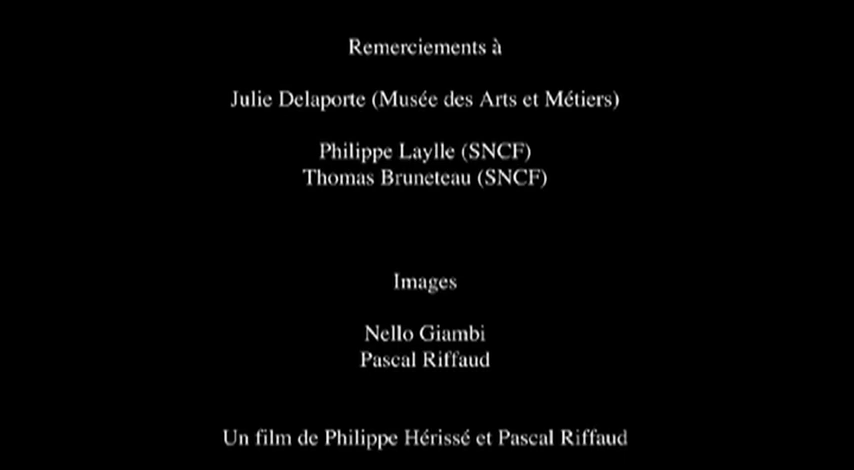 Remerciements à
Julie Delaporte (Musée des Arts et Métiers)
Philippe Laylle (SNCF)
Thomas Bruneteau (SNCF)
Images
Nello Giambi
Pascal Riffaud
Un film de Philippe Hérissé et Pascal Riffaud